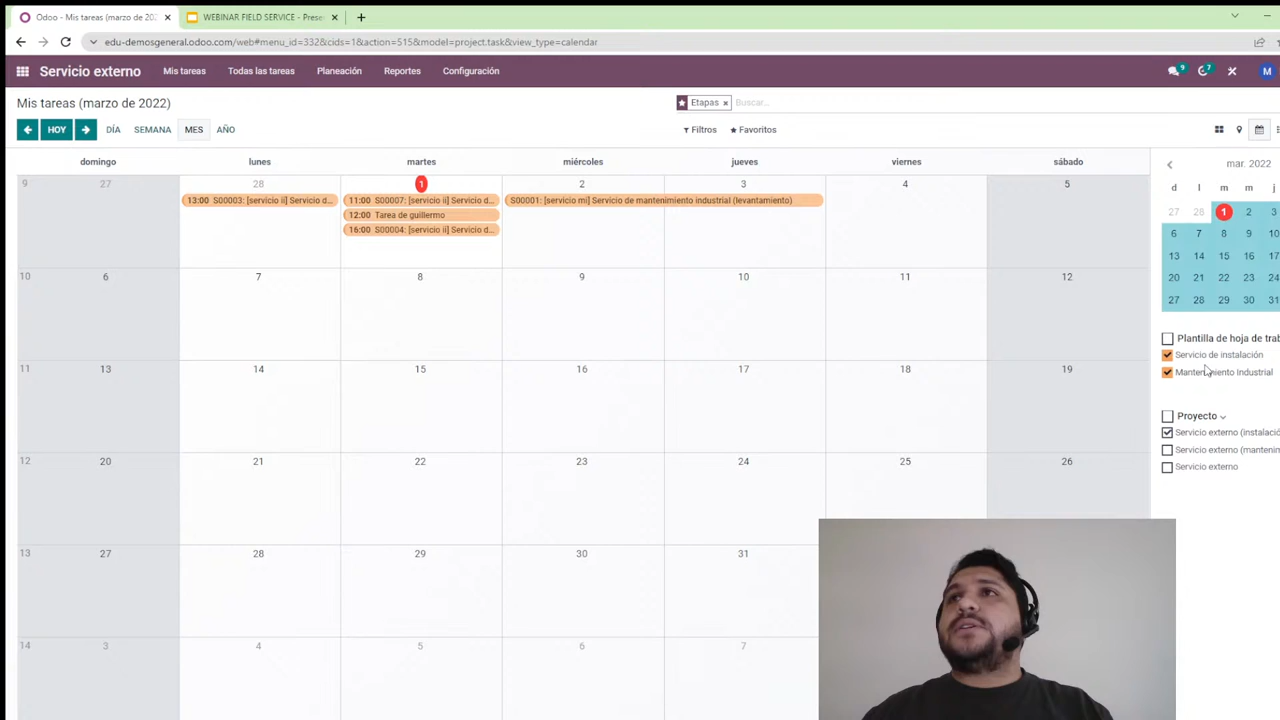 Odoo - Mis tareas (marzo de 2022) ×
WEBINAR FIELD SERVICE - Prese ×
+
edu-demosgeneral.odoo.com/web#menu_id=332&cids=1&action=515&model=project.task&view_type=calendar
Servicio externo Mis tareas Todas las tareas Planeación Reportes Configuración 9 7 M
Mis tareas (marzo de 2022)
Etapas × Buscar...
HOY DÍA SEMANA MES AÑO Filtros Favoritos
domingo lunes martes miércoles jueves viernes sábado
9 27 28 1 2 3 4 5
13:00 S00003: [servicio ii] Servicio d...
11:00 S00007: [servicio ii] Servicio d...
12:00 Tarea de guillermo
16:00 S00004: [servicio ii] Servicio d...
S00001: [servicio mi] Servicio de mantenimiento industrial (levantamiento)
10 6 7 8 9 10 11 12
11 13 14 15 16 17 18 19
12 20 21 22 23 24 25 26
13 27 28 29 30 31
14 3 4 5 6 7
mar. 2022
d l m m j
27 28 1 2 3
6 7 8 9 10
13 14 15 16 17
20 21 22 23 24
27 28 29 30 31
Plantilla de hoja de trab
Servicio de instalación
Mantenimiento Industrial
Proyecto
Servicio externo (instalació
Servicio externo (mantenim
Servicio externo